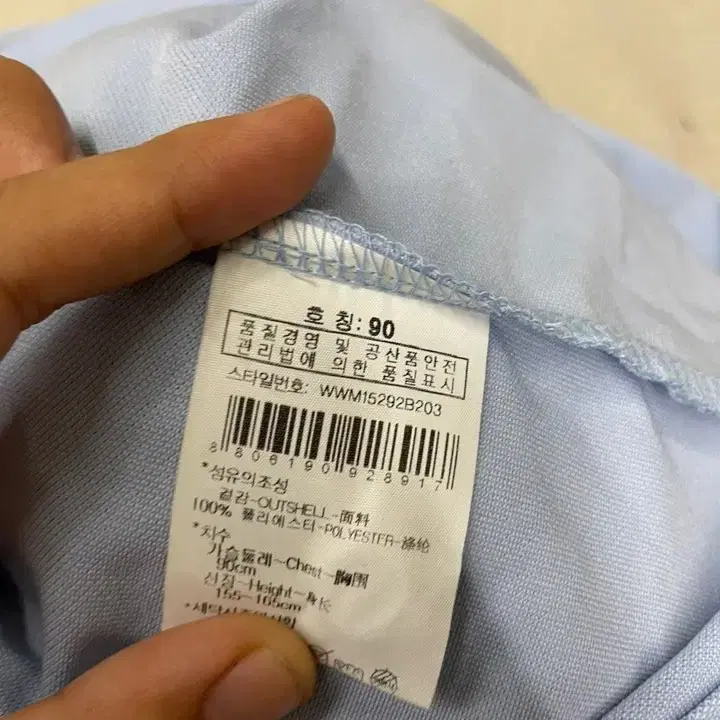 호 칭: 90
품질경영 및 공산품안전
관리법에 의한 품질표시
스타일번호: WWM15292B203
8806190928917
*섬유의조성
겉감-OUTSHELL-面料
100% 폴리에스터-POLYESTER-涤纶
*치수
가슴둘레-Chest-胸围
90cm
신장-Height-身长
155-165cm